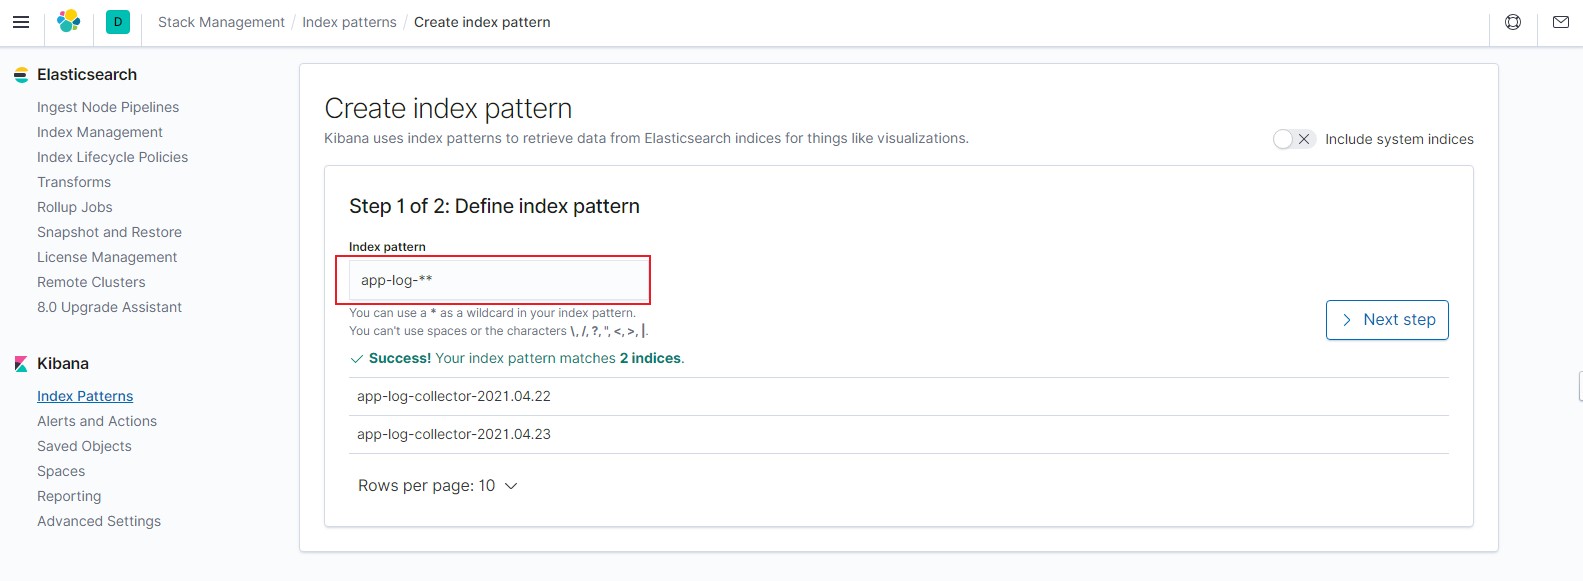 D Stack Management / Index patterns / Create index pattern
Elasticsearch
Ingest Node Pipelines
Index Management
Index Lifecycle Policies
Transforms
Rollup Jobs
Snapshot and Restore
License Management
Remote Clusters
8.0 Upgrade Assistant
Kibana
Index Patterns
Alerts and Actions
Saved Objects
Spaces
Reporting
Advanced Settings
Create index pattern
Kibana uses index patterns to retrieve data from Elasticsearch indices for things like visualizations.
Include system indices
Step 1 of 2: Define index pattern
Index pattern
app-log-**
You can use a * as a wildcard in your index pattern.
You can't use spaces or the characters \, /, ?, ", <, >, |.
Next step
Success! Your index pattern matches 2 indices.
app-log-collector-2021.04.22
app-log-collector-2021.04.23
Rows per page: 10